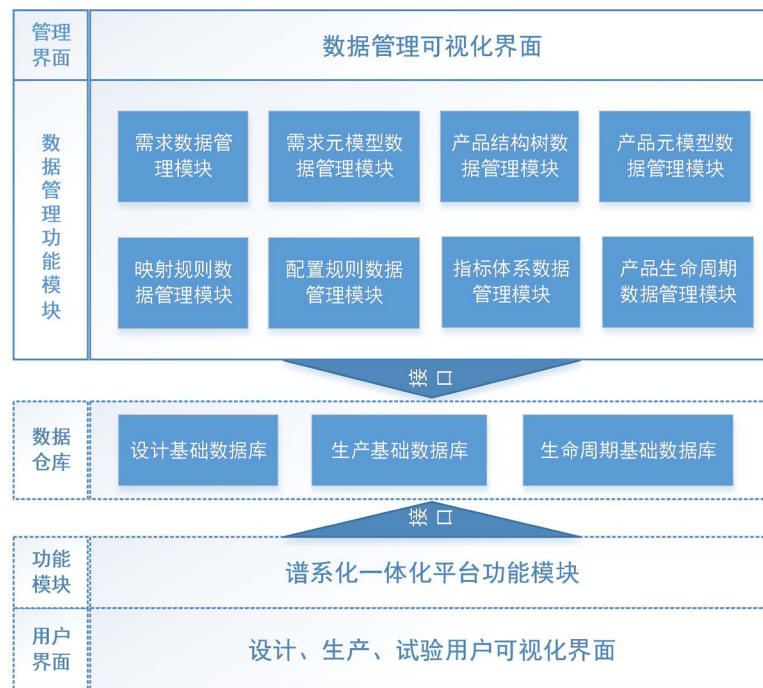 管理
界面
数据管理可视化界面
数
据
管
理
功
能
模
块
需求数据管
理模块
需求元模型数
据管理模块
产品结构树数
据管理模块
产品元模型数
据管理模块
映射规则数
据管理模块
配置规则数据
管理模块
指标体系数据
管理模块
产品生命周期
数据管理模块
接口
数据
仓库
设计基础数据库
生产基础数据库
生命周期基础数据库
接口
功能
模块
谱系化一体化平台功能模块
用户
界面
设计、生产、试验用户可视化界面